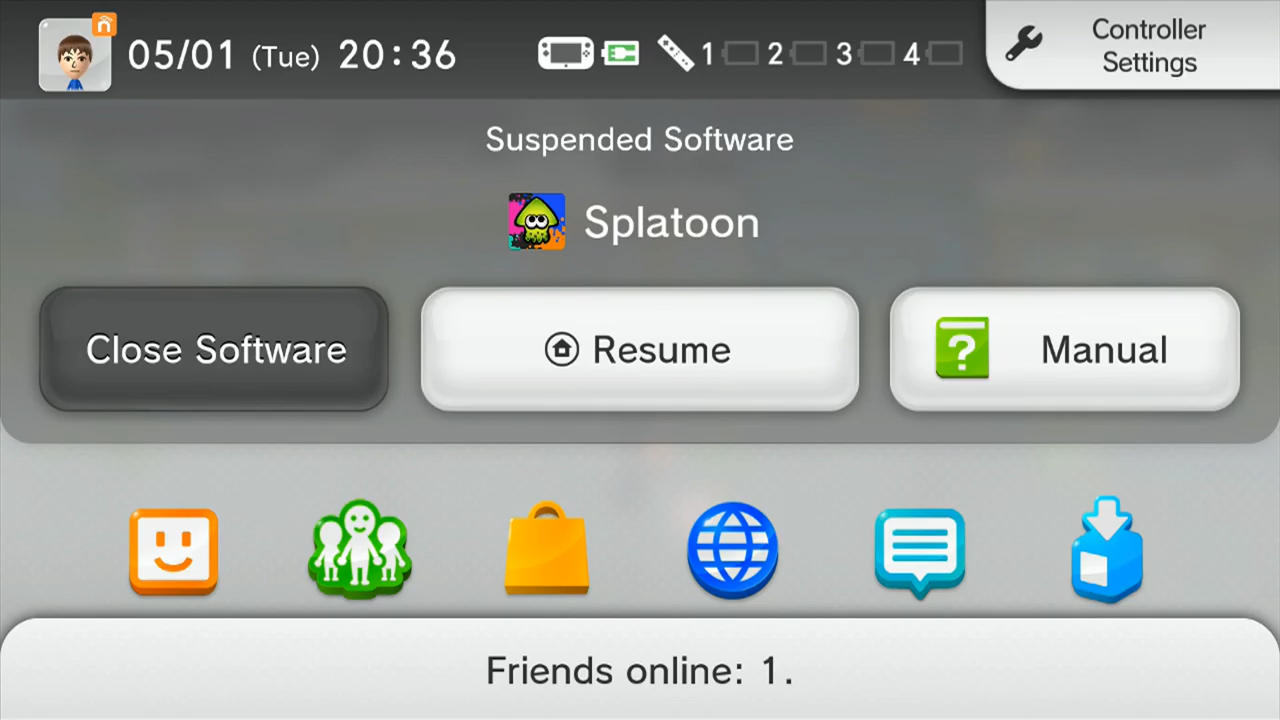 05/01 (Tue) 20:36
1 2 3 4
Controller
Settings
Suspended Software
Splatoon
Close Software
Resume
? Manual
Friends online: 1.